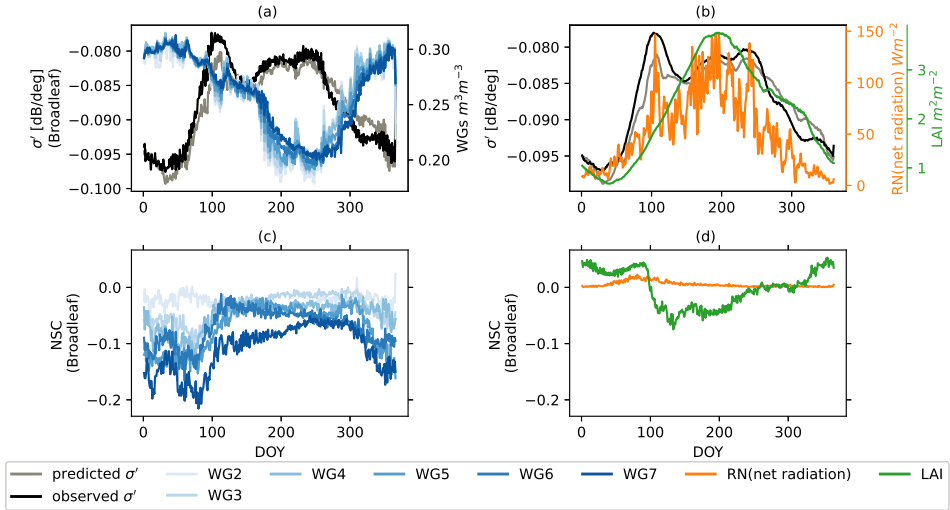 (a)
(b)
−0.080
−0.085
−0.090
−0.095
−0.100
σ′ [dB/deg]
(Broadleaf)
0.30
0.25
0.20
WGs m³m⁻³
0 100 200 300
−0.080
−0.085
−0.090
−0.095
σ′ [dB/deg]
150
100
50
0
RN(net radiation) Wm⁻²
3
2
1
LAI m²m⁻²
0 100 200 300
(c)
(d)
0.0
−0.1
−0.2
NSC
(Broadleaf)
0 100 200 300
DOY
0.0
−0.1
−0.2
NSC
(Broadleaf)
0 100 200 300
DOY
predicted σ′ WG2 WG4 WG5 WG6 WG7 RN(net radiation) LAI
observed σ′ WG3